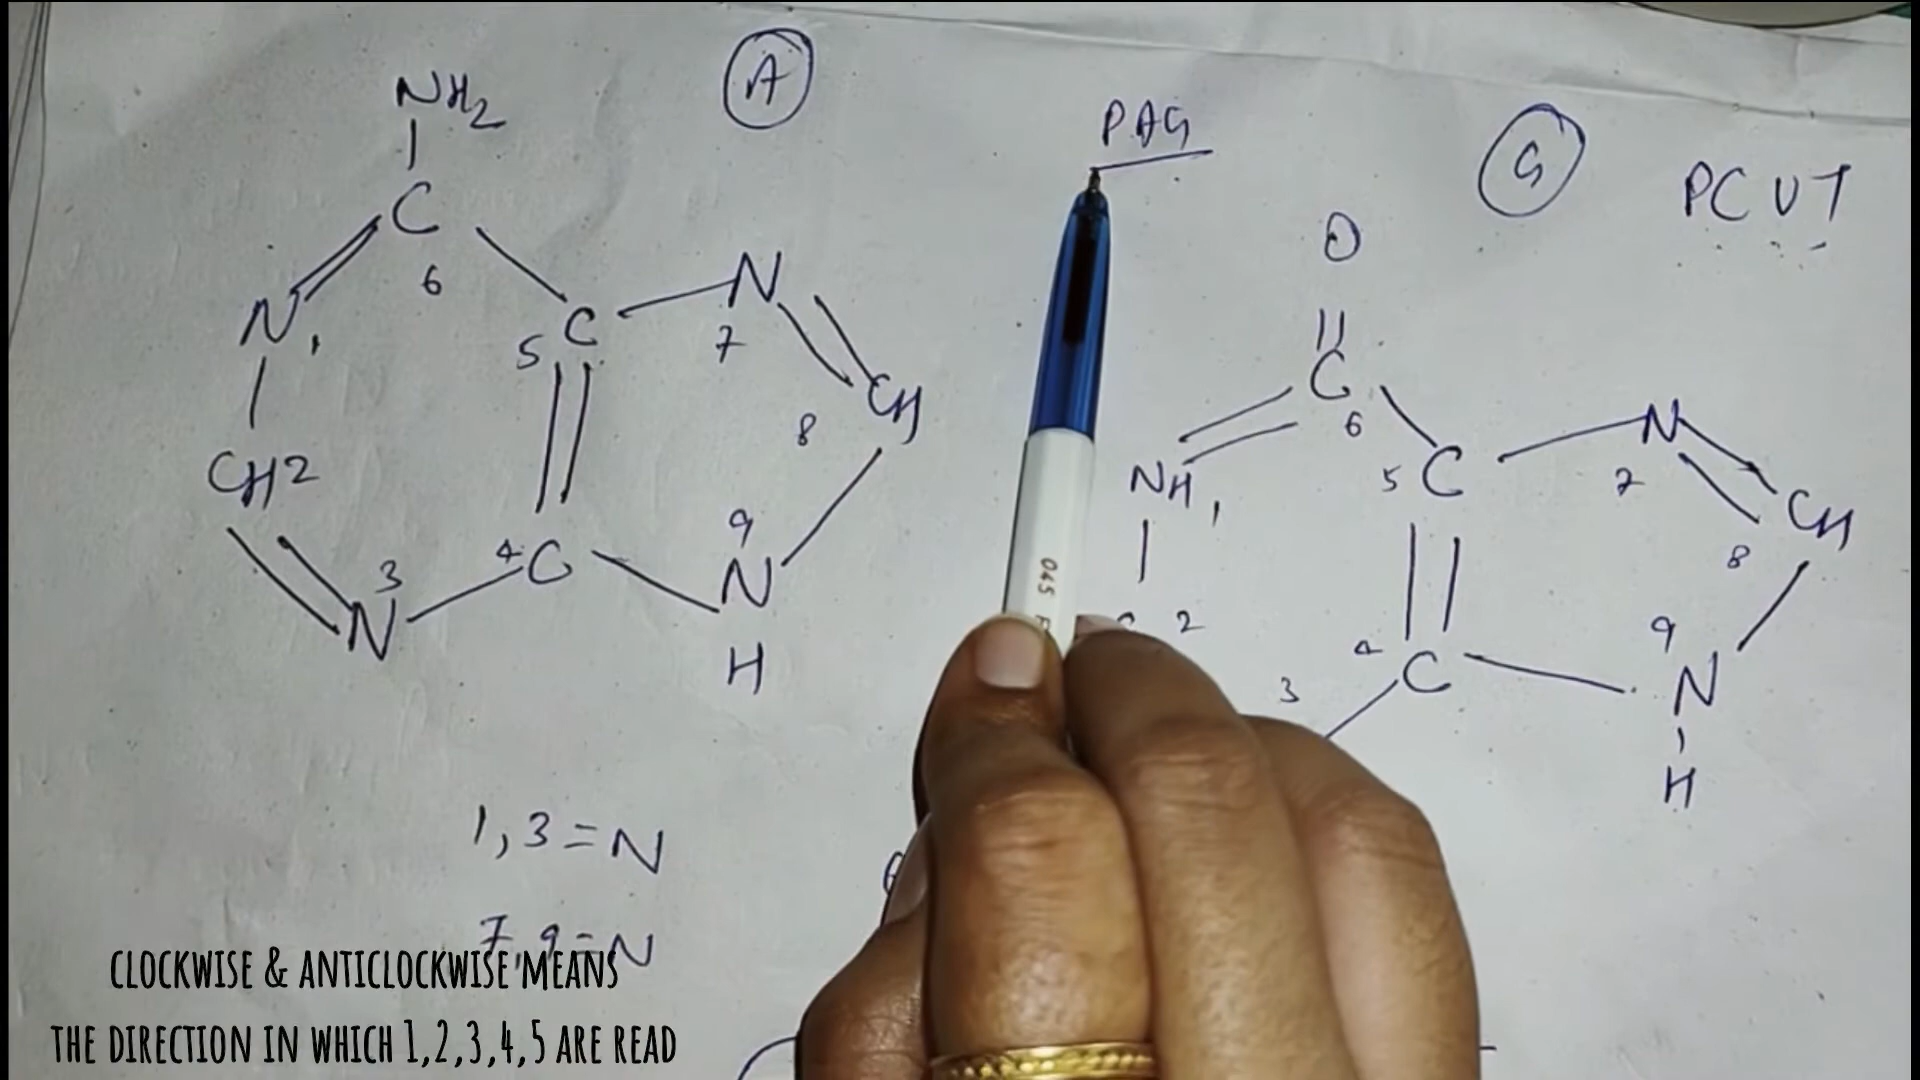 A
NH2
C
6
N
1
CH2
N
3
4
C
5
C
N
7
CH
8
9
N
H
1,3=N
7,9=N
PAG
G
PCUT
O
C
6
NH
1
2
3
4
C
5
C
N
7
CH
8
9
N
H
045
CLOCKWISE & ANTICLOCKWISE MEANS
THE DIRECTION IN WHICH 1,2,3,4,5 ARE READ